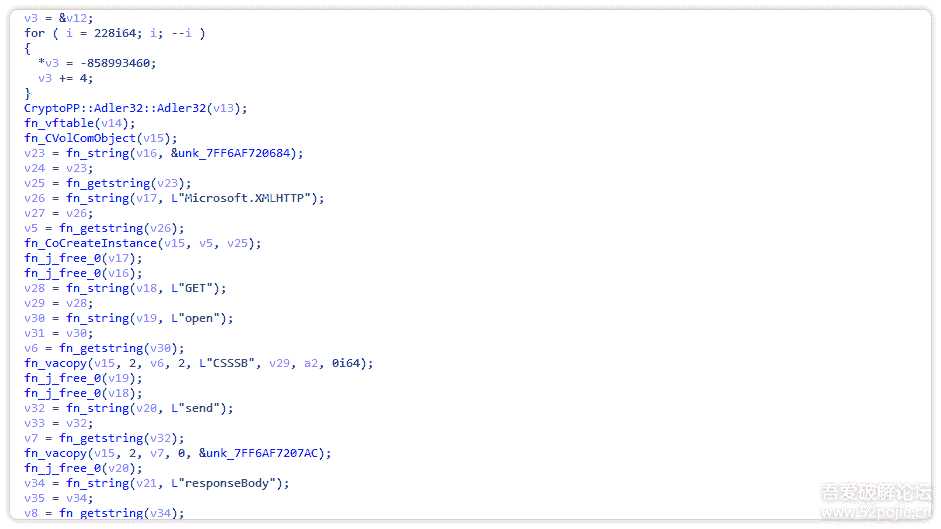 v3 = &v12;
for ( i = 228i64; i; --i )
{
*v3 = -858993460;
v3 += 4;
}
CryptoPP::Adler32::Adler32(v13);
fn_vftable(v14);
fn_CVolComObject(v15);
v23 = fn_string(v16, &unk_7FF6AF720684);
v24 = v23;
v25 = fn_getstring(v23);
v26 = fn_string(v17, L"Microsoft.XMLHTTP");
v27 = v26;
v5 = fn_getstring(v26);
fn_CoCreateInstance(v15, v5, v25);
fn_j_free_0(v17);
fn_j_free_0(v16);
v28 = fn_string(v18, L"GET");
v29 = v28;
v30 = fn_string(v19, L"open");
v31 = v30;
v6 = fn_getstring(v30);
fn_vacopy(v15, 2, v6, 2, L"CSSSB", v29, a2, 0i64);
fn_j_free_0(v19);
fn_j_free_0(v18);
v32 = fn_string(v20, L"send");
v33 = v32;
v7 = fn_getstring(v32);
fn_vacopy(v15, 2, v7, 0, &unk_7FF6AF7207AC);
fn_j_free_0(v20);
v34 = fn_string(v21, L"responseBody");
v35 = v34;
v8 = fn_getstring(v34);
吾爱破解论坛
www.52pojie.cn